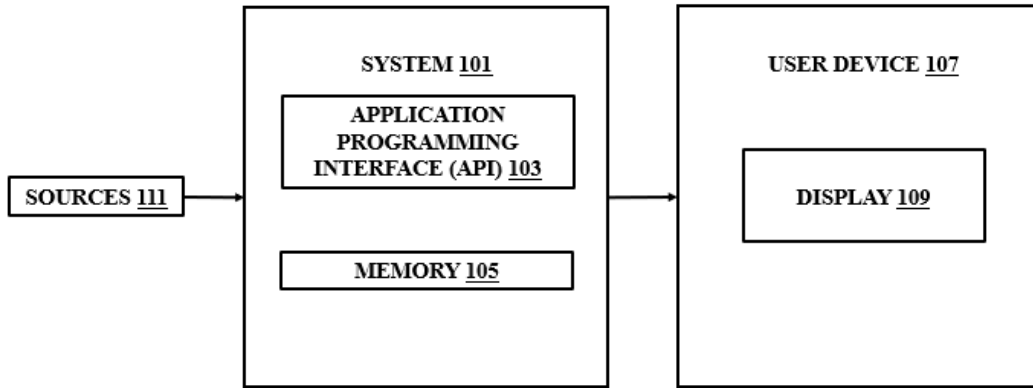 SYSTEM 101
APPLICATION
PROGRAMMING
INTERFACE (API) 103
MEMORY 105
SOURCES 111
USER DEVICE 107
DISPLAY 109